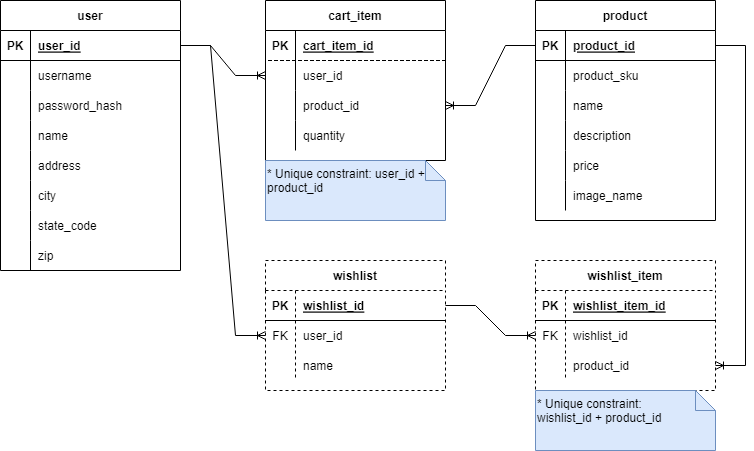 user
PK user_id
username
password_hash
name
address
city
state_code
zip
cart_item
PK cart_item_id
user_id
product_id
quantity
* Unique constraint: user_id +
product_id
product
PK product_id
product_sku
name
description
price
image_name
wishlist
PK wishlist_id
FK user_id
name
wishlist_item
PK wishlist_item_id
FK wishlist_id
product_id
* Unique constraint:
wishlist_id + product_id